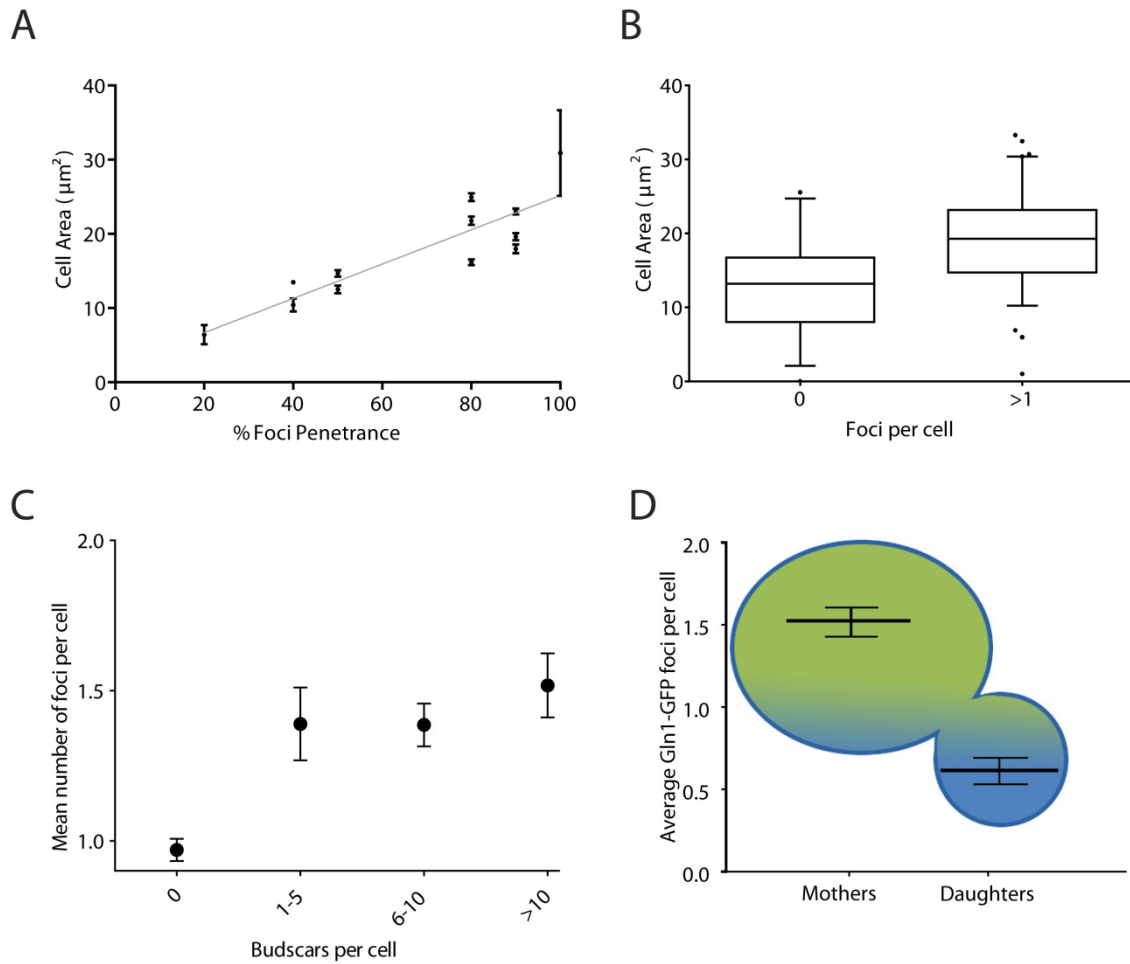 A
Cell Area ( µm²)
40
30
20
10
0
0 20 40 60 80 100
% Foci Penetrance
B
Cell Area ( µm²)
40
30
20
10
0
0 >1
Foci per cell
C
Mean number of foci per cell
2.0
1.5
1.0
0 1-5 6-10 >10
Budscars per cell
D
Average Gln1-GFP foci per cell
2.0
1.5
1.0
0.5
0.0
Mothers Daughters